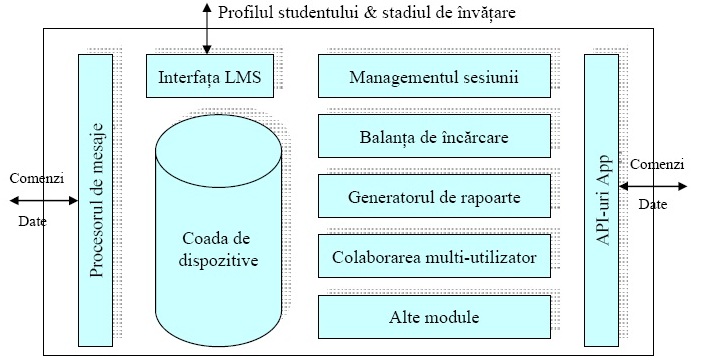 Profilul studentului & stadiul de învățare
Interfața LMS
Managementul sesiunii
Balanța de încărcare
Generatorul de rapoarte
Colaborarea multi-utilizator
Alte module
Coada de
dispozitive
Procesorul de mesaje
API-uri App
Comenzi
Date
Comenzi
Date